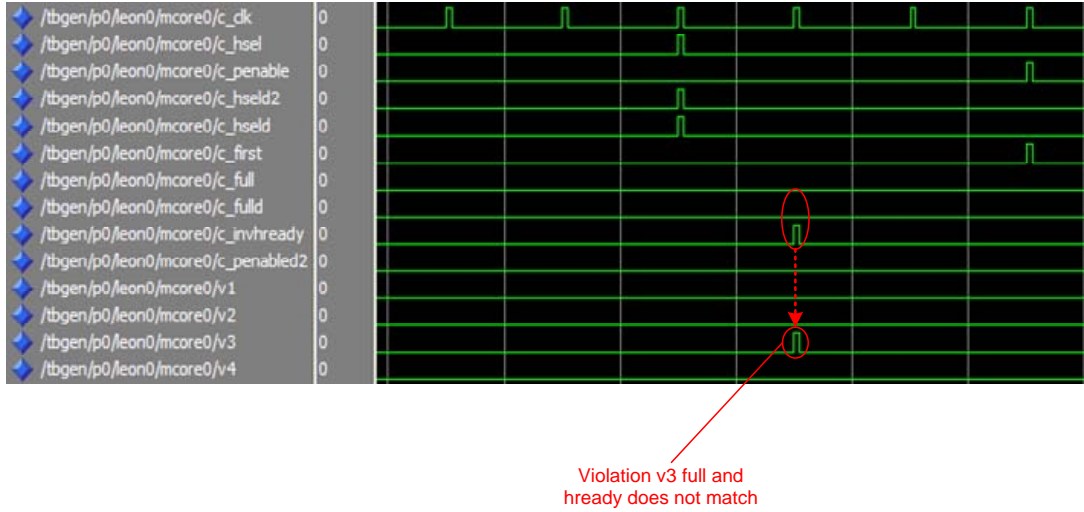 /tbgen/p0/leon0/mcore0/c_clk 0
/tbgen/p0/leon0/mcore0/c_hsel 0
/tbgen/p0/leon0/mcore0/c_penable 0
/tbgen/p0/leon0/mcore0/c_hseld2 0
/tbgen/p0/leon0/mcore0/c_hseld 0
/tbgen/p0/leon0/mcore0/c_first 0
/tbgen/p0/leon0/mcore0/c_full 0
/tbgen/p0/leon0/mcore0/c_fulld 0
/tbgen/p0/leon0/mcore0/c_invhready 0
/tbgen/p0/leon0/mcore0/c_penabled2 0
/tbgen/p0/leon0/mcore0/v1 0
/tbgen/p0/leon0/mcore0/v2 0
/tbgen/p0/leon0/mcore0/v3 0
/tbgen/p0/leon0/mcore0/v4 0
Violation v3 full and
hready does not match